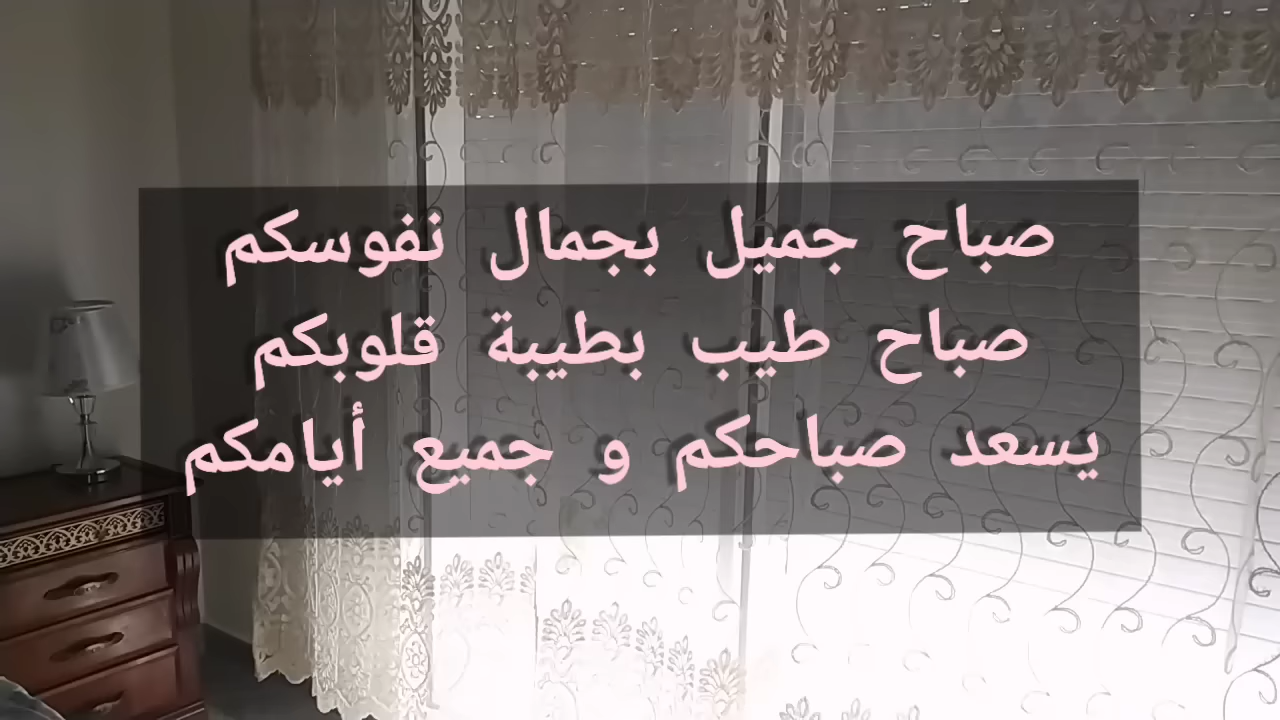 صباح جميل بجمال نفوسكم
صباح طيب بطيبة قلوبكم
يسعد صباحكم و جميع أيامكم